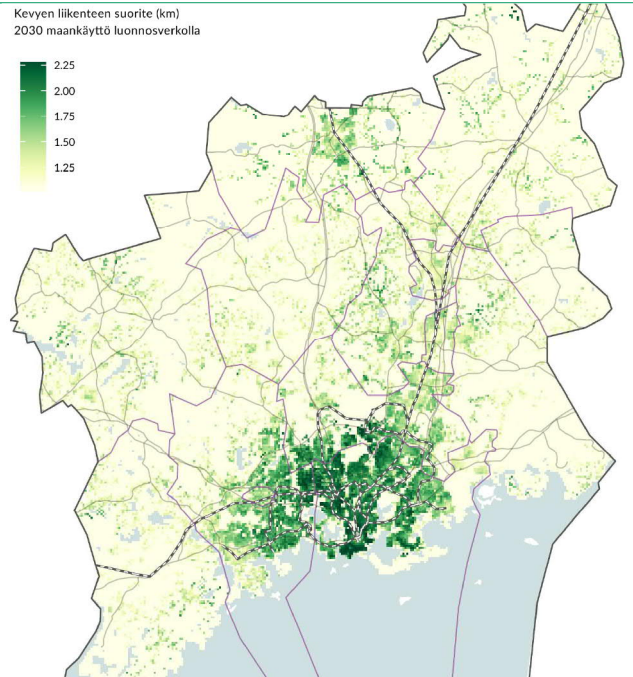 Kevyen liikenteen suorite (km)
2030 maankäyttö luonnosverkolla
2.25
2.00
1.75
1.50
1.25